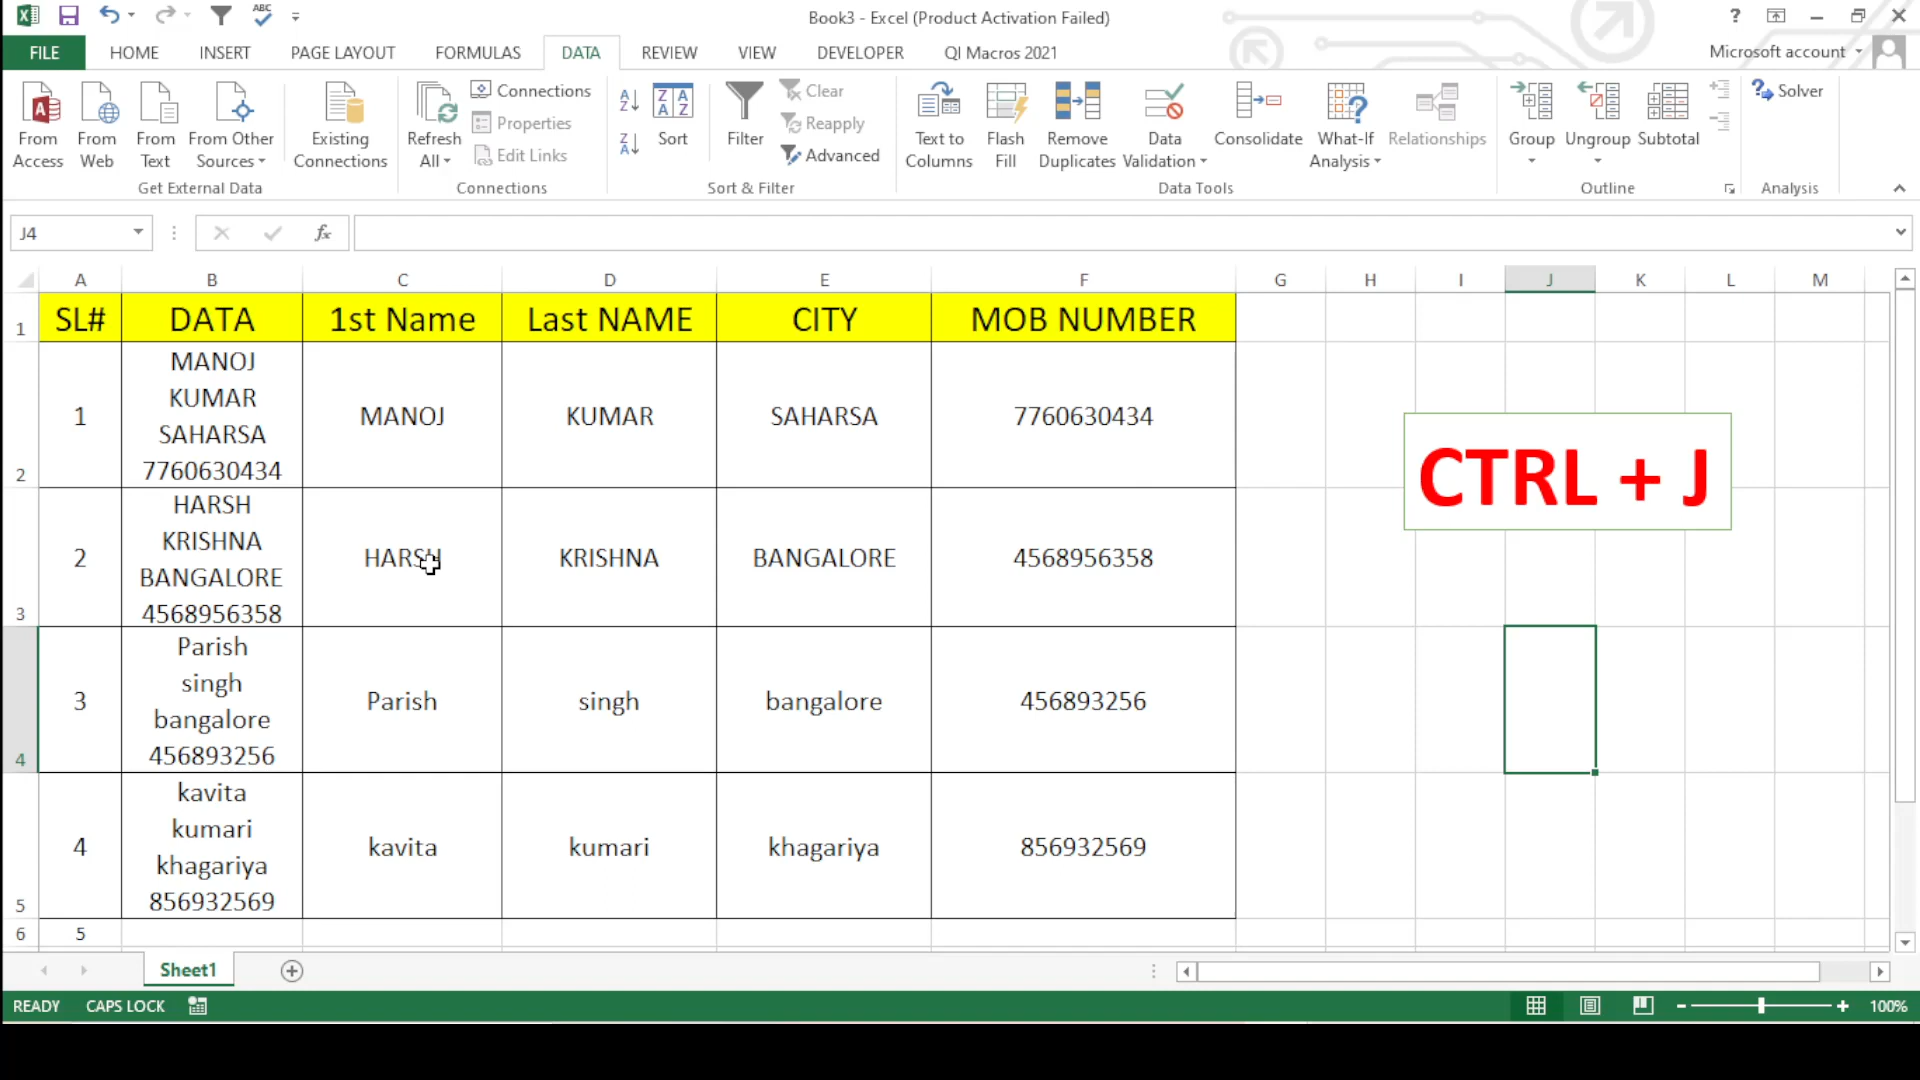 Book3 - Excel (Product Activation Failed)
?
ABC
FILE HOME INSERT PAGE LAYOUT FORMULAS DATA REVIEW VIEW DEVELOPER QI Macros 2021 Microsoft account
From Access
From Web
From Text
From Other Sources
Existing Connections
Get External Data
Refresh All
Connections
Properties
Edit Links
Connections
Sort
Filter
Clear
Reapply
Advanced
Sort & Filter
Text to Columns
Flash Fill
Remove Duplicates
Data Validation
Consolidate
What-If Analysis
Relationships
Data Tools
Group
Ungroup
Subtotal
Outline
Solver
Analysis
J4
fx
A B C D E F G H I J K L M
1 SL# DATA 1st Name Last NAME CITY MOB NUMBER
MANOJ
KUMAR
1 MANOJ KUMAR SAHARSA 7760630434
SAHARSA
7760630434
2
CTRL + J
HARSH
KRISHNA
2 HARSH KRISHNA BANGALORE 4568956358
BANGALORE
4568956358
3
Parish
singh
3 Parish singh bangalore 456893256
bangalore
456893256
4
kavita
kumari
4 kavita kumari khagariya 856932569
khagariya
856932569
5
6 5
Sheet1
READY CAPS LOCK 100%